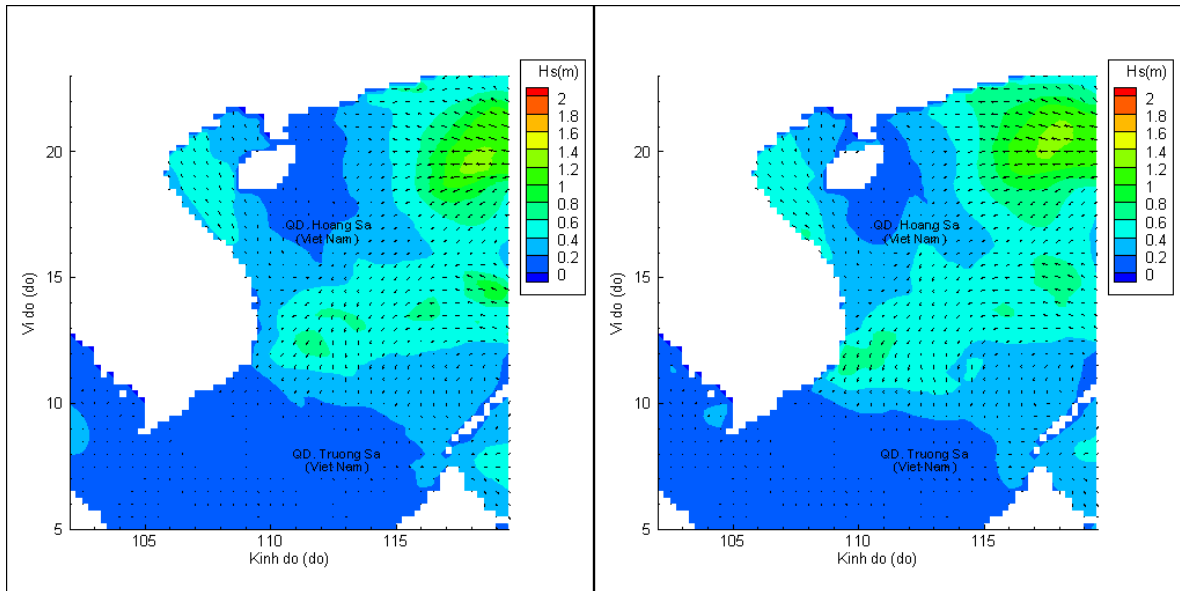 Hs(m)
2
1.8
1.6
1.4
1.2
1
0.8
0.6
0.4
0.2
0
20
15
10
5
Vi do (do)
QD. Hoang Sa
(Viet Nam)
QD. Truong Sa
(Viet Nam)
105
110
115
Kinh do (do)
Hs(m)
2
1.8
1.6
1.4
1.2
1
0.8
0.6
0.4
0.2
0
20
15
10
5
Vi do (do)
QD. Hoang Sa
(Viet Nam)
QD. Truong Sa
(Viet Nam)
105
110
115
Kinh do (do)